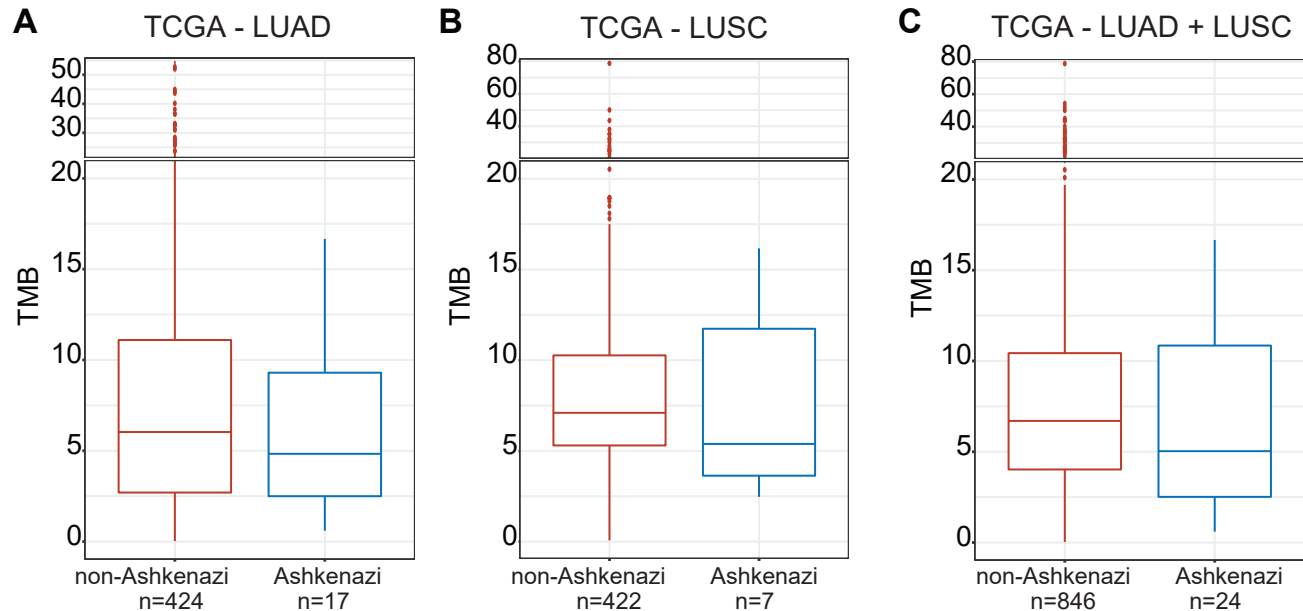 A TCGA - LUAD
50
40
30
20
15
10
5
0
TMB
non-Ashkenazi Ashkenazi
n=424 n=17
B TCGA - LUSC
80
60
40
20
15
10
5
0
TMB
non-Ashkenazi Ashkenazi
n=422 n=7
C TCGA - LUAD + LUSC
80
60
40
20
15
10
5
0
TMB
non-Ashkenazi Ashkenazi
n=846 n=24